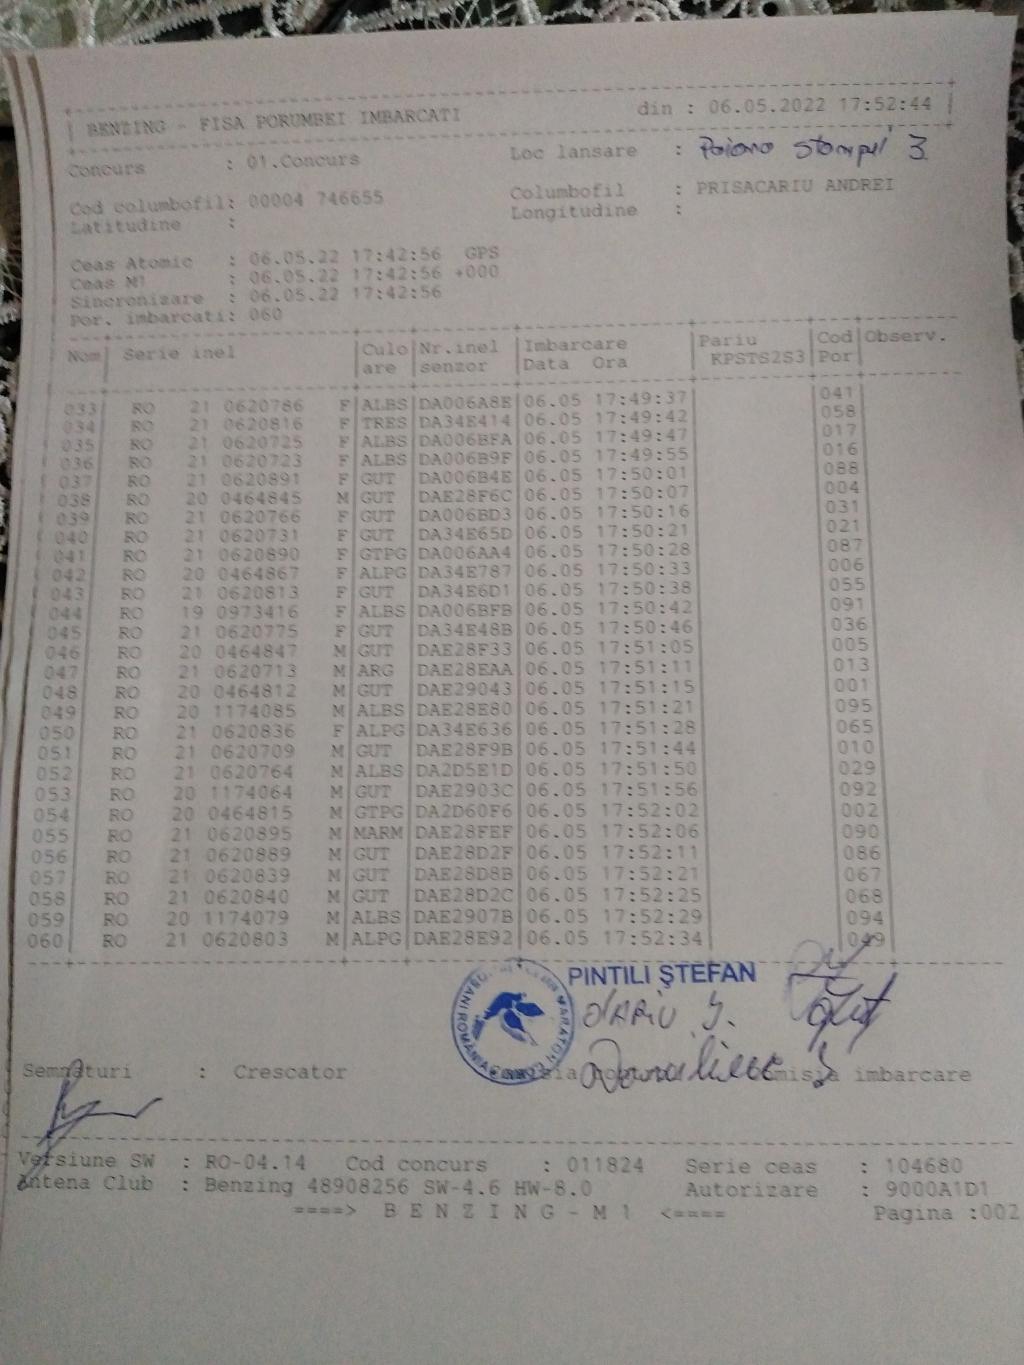 BENZING - FISA PORUMBEI IMBARCATI din : 06.05.2022 17:52:44
Concurs : 01.Concurs Loc lansare : Poiana Stampei 3.
Cod columbofil: 00004 746655 Columbofil : PRISACARIU ANDREI
Latitudine : Longitudine :
Ceas Atomic : 06.05.22 17:42:56 GPS
Ceas M1 : 06.05.22 17:42:56 +000
Sincronizare : 06.05.22 17:42:56
Por. imbarcati: 060
Nom Serie inel Culo Nr.inel Imbarcare Pariu Cod Observ.
are senzor Data Ora KPSTS2S3 Por
033 RO 21 0620786 F ALBS DA006A8E 06.05 17:49:37 041
034 RO 21 0620816 F TRES DA34E414 06.05 17:49:42 058
035 RO 21 0620725 F ALBS DA006BFA 06.05 17:49:47 017
036 RO 21 0620723 F ALBS DA006B9F 06.05 17:49:55 016
037 RO 21 0620891 F GUT DA006B4E 06.05 17:50:01 088
038 RO 20 0464845 M GUT DAE28F6C 06.05 17:50:07 004
039 RO 21 0620766 F GUT DA006BD3 06.05 17:50:16 031
040 RO 21 0620731 F GUT DA34E65D 06.05 17:50:21 021
041 RO 21 0620890 F GTPG DA006AA4 06.05 17:50:28 087
042 RO 20 0464867 F ALPG DA34E787 06.05 17:50:33 006
043 RO 21 0620813 F GUT DA34E6D1 06.05 17:50:38 055
044 RO 19 0973416 F ALBS DA006BFB 06.05 17:50:42 091
045 RO 21 0620775 F GUT DA34E48B 06.05 17:50:46 036
046 RO 20 0464847 M GUT DAE28F33 06.05 17:51:05 005
047 RO 21 0620713 M ARG DAE28EAA 06.05 17:51:11 013
048 RO 20 0464812 M GUT DAE29043 06.05 17:51:15 001
049 RO 20 1174085 M ALBS DAE28E80 06.05 17:51:21 095
050 RO 21 0620836 F ALPG DA34E636 06.05 17:51:28 065
051 RO 21 0620709 M GUT DAE28F9B 06.05 17:51:44 010
052 RO 21 0620764 M ALBS DA2D5E1D 06.05 17:51:50 029
053 RO 20 1174064 M GUT DAE2903C 06.05 17:51:56 092
054 RO 20 0464815 M GTPG DA2D60F6 06.05 17:52:02 002
055 RO 21 0620895 M MARM DAE28FEF 06.05 17:52:06 090
056 RO 21 0620889 M GUT DAE28D2F 06.05 17:52:11 086
057 RO 21 0620839 M GUT DAE28D8B 06.05 17:52:21 067
058 RO 21 0620840 M GUT DAE28D2C 06.05 17:52:25 068
059 RO 20 1174079 M ALBS DAE2907B 06.05 17:52:29 094
060 RO 21 0620803 M ALPG DAE28E92 06.05 17:52:34 049
PINTILI ȘTEFAN
Semnaturi : Crescator imbarcare
Versiune SW : RO-04.14 Cod concurs : 011824 Serie ceas : 104680
Antena Club : Benzing 48908256 SW-4.6 HW-8.0 Autorizare : 9000A1D1
====> B E N Z I N G - M 1 <==== Pagina :002